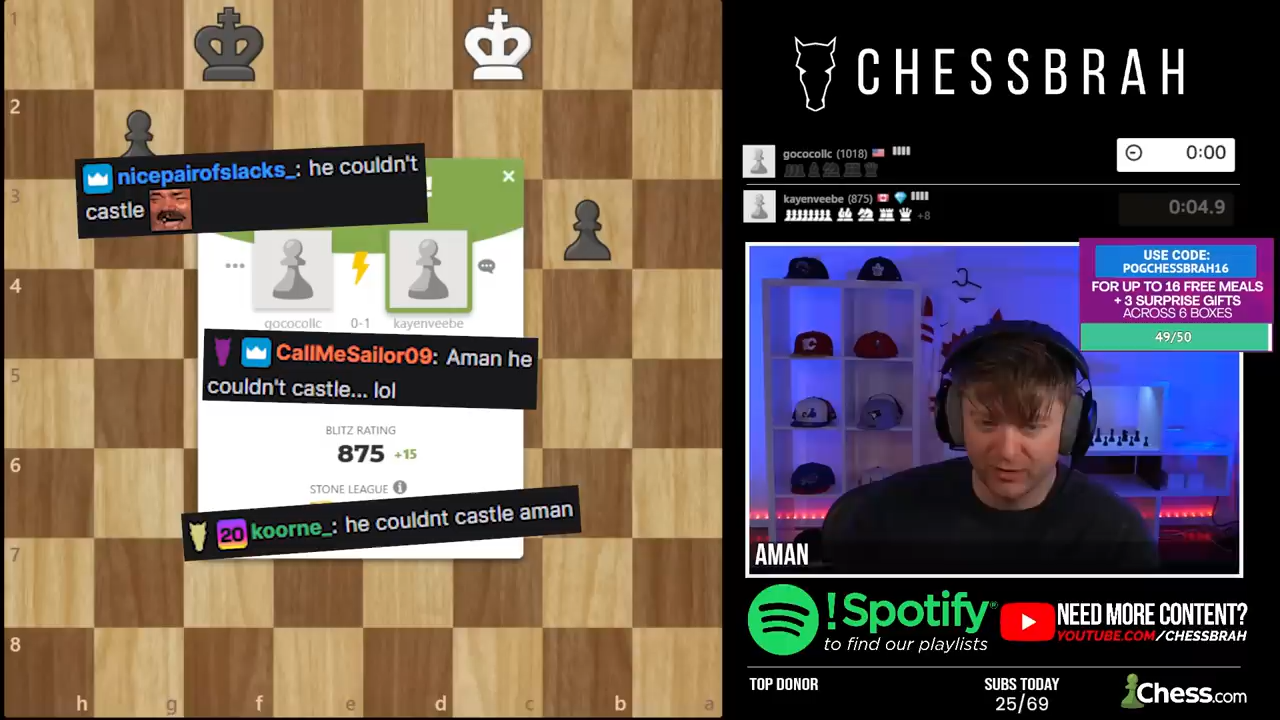 1
2
3
4
5
6
7
8
h
g
f
e
d
c
b
a
nicepairofslacks_: he couldn't
castle
!
×
gococollc
0-1
kayenveebe
CallMeSailor09: Aman he
couldn't castle... lol
BLITZ RATING
875 +15
STONE LEAGUE
20 koorne_: he couldnt castle aman
CHESSBRAH
gococollc (1018)
0:00
kayenveebe (875)
+8
0:04.9
USE CODE:
POGCHESSBRAH16
FOR UP TO 16 FREE MEALS
+ 3 SURPRISE GIFTS
ACROSS 6 BOXES
49/50
AMAN
!Spotify®
to find our playlists
NEED MORE CONTENT?
YOUTUBE.COM/CHESSBRAH
TOP DONOR
SUBS TODAY
25/69
Chess.com